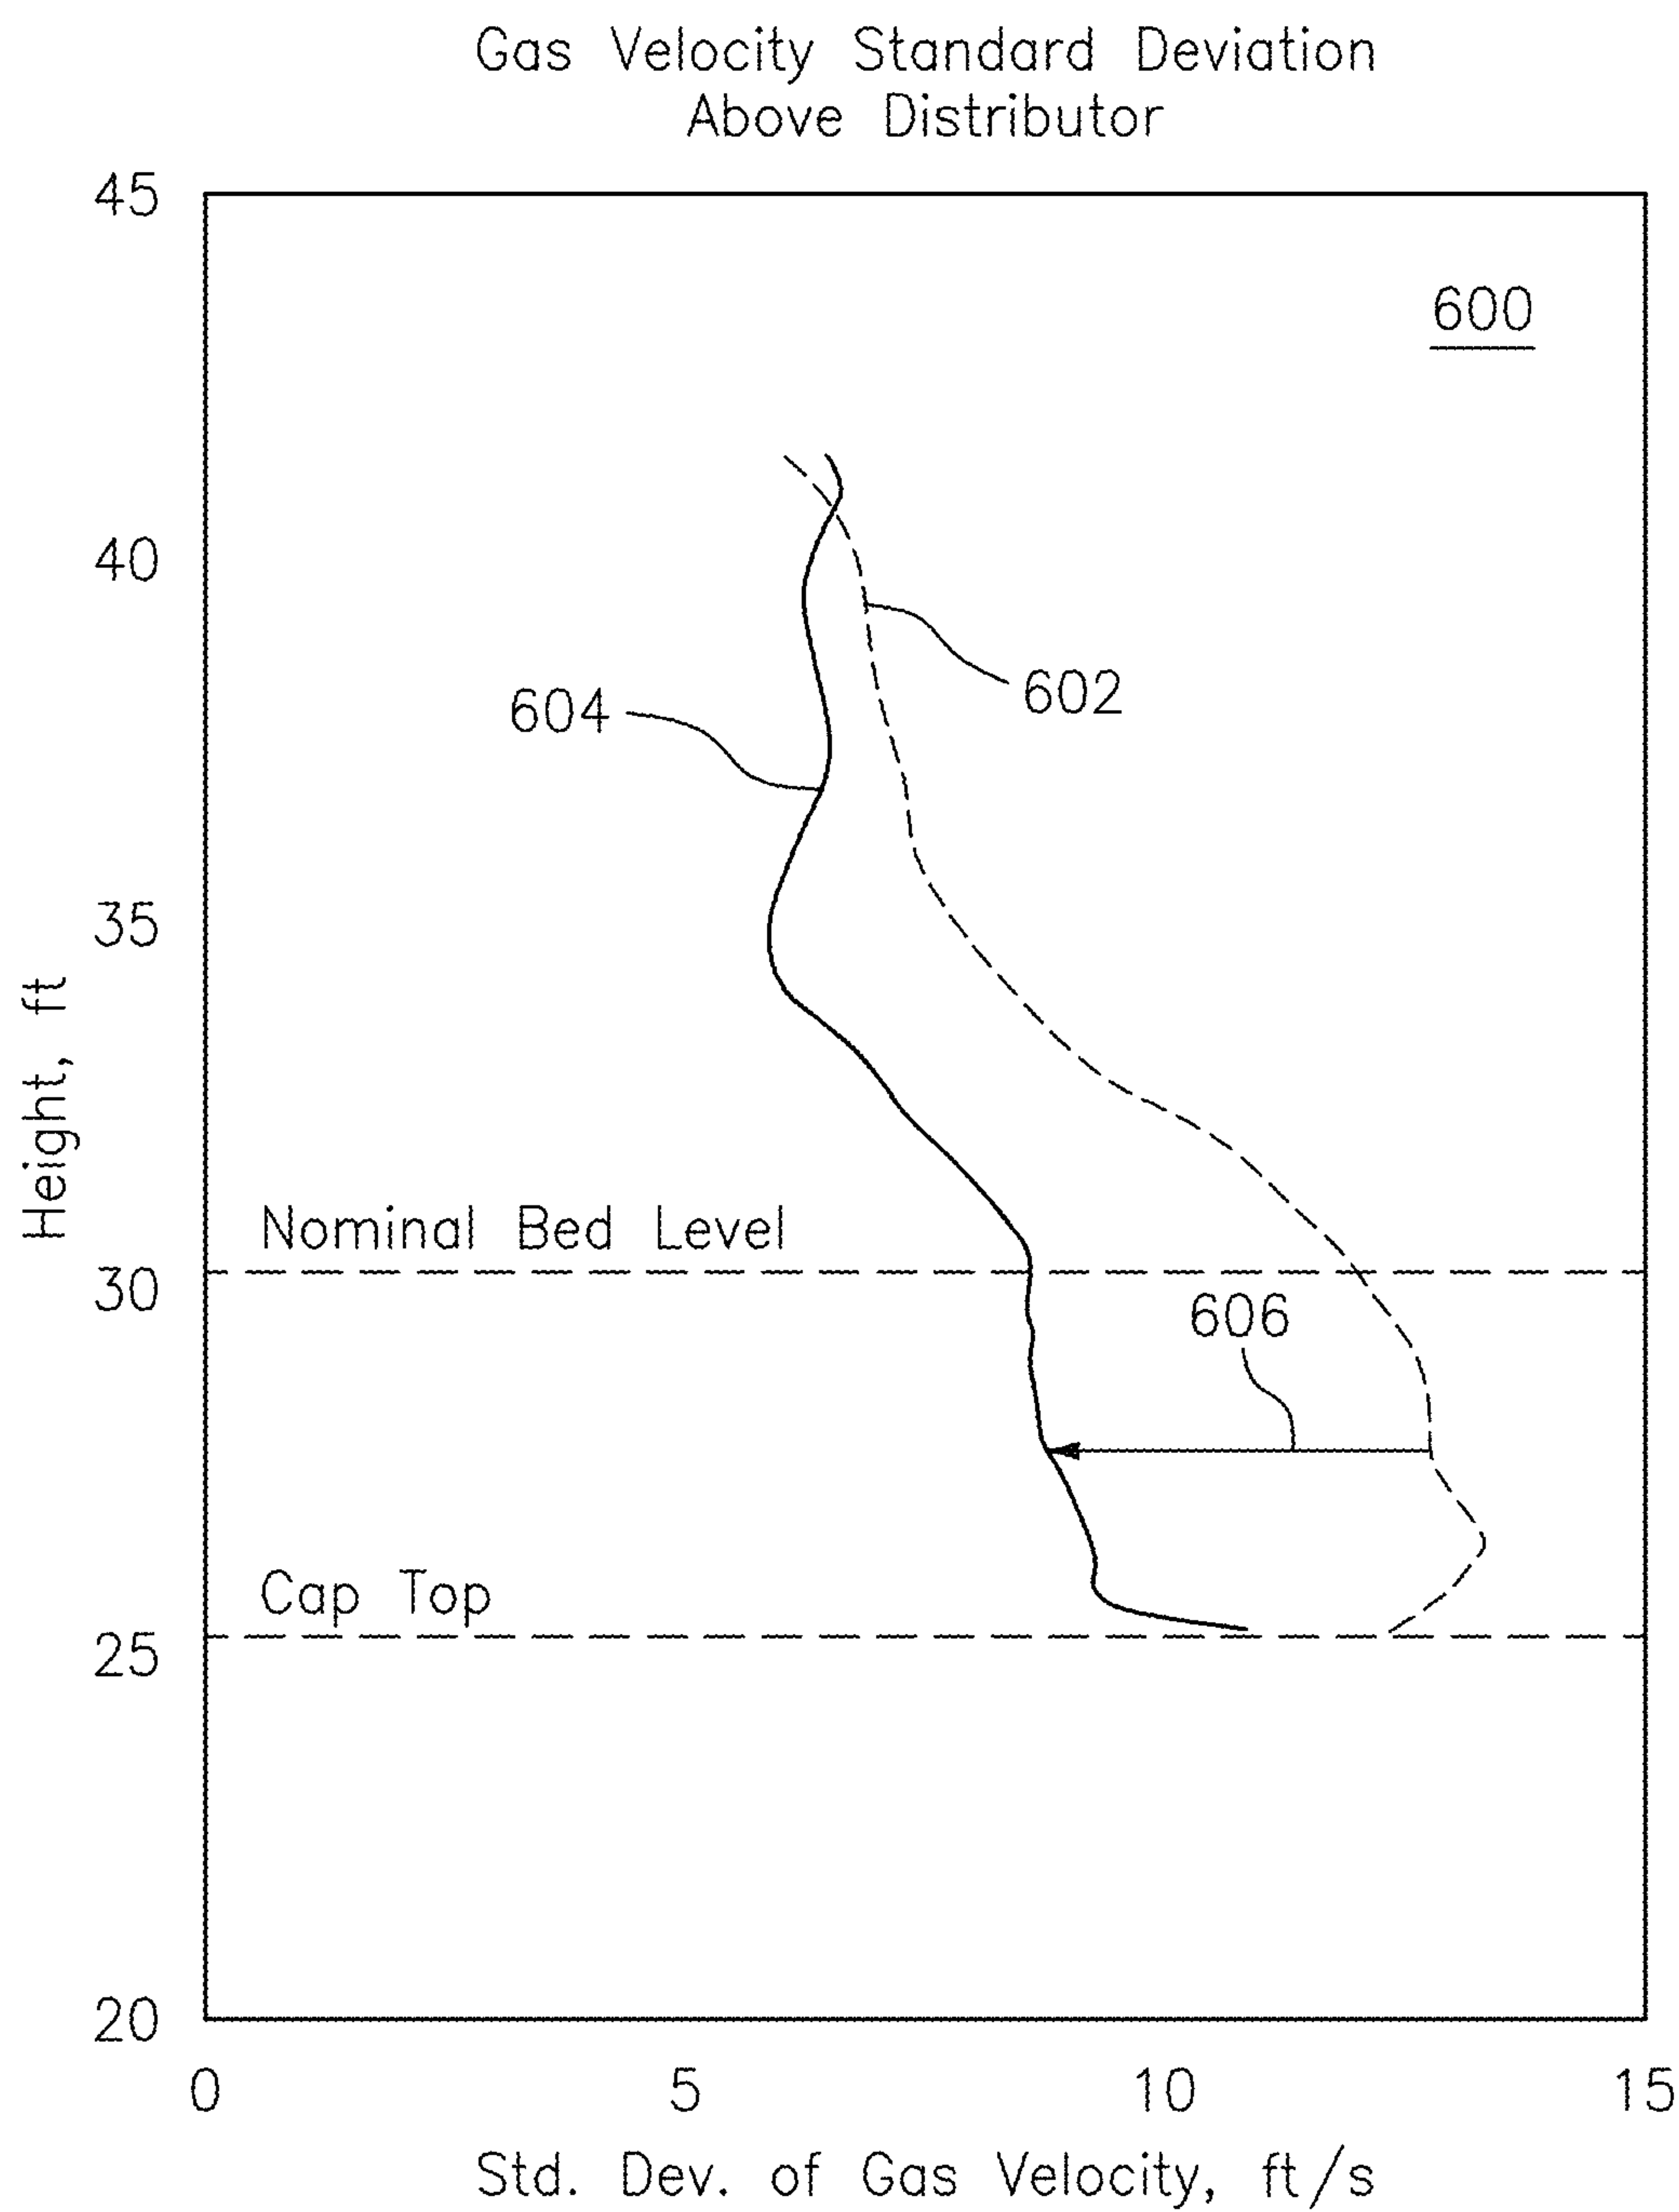 Gas Velocity Standard Deviation
Above Distributor
45
600
40
602
604
35
Height, ft
Nominal Bed Level
30
606
Cap Top
25
20
0 5 10 15
Std. Dev. of Gas Velocity, ft/s